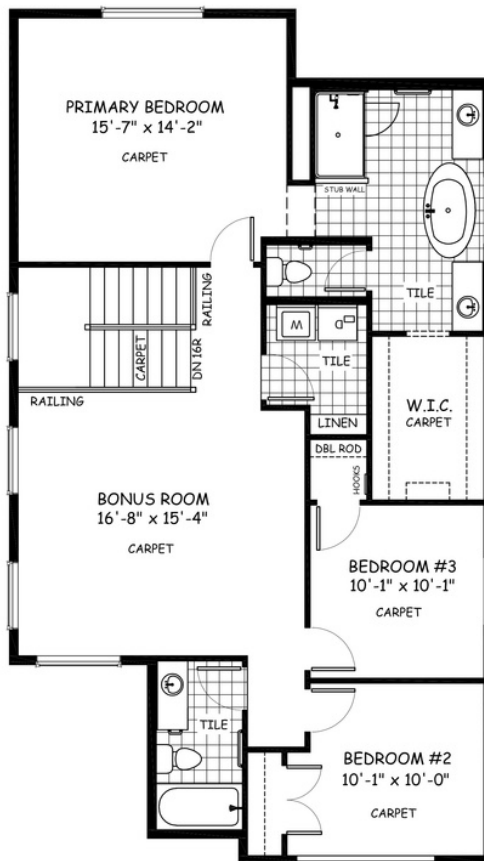 PRIMARY BEDROOM
15'-7" x 14'-2"
CARPET
STUB WALL
TILE
RAILING
CARPET
DN 16R
RAILING
W
D
TILE
LINEN
W.I.C.
CARPET
DBL ROD
HOOKS
BONUS ROOM
16'-8" x 15'-4"
CARPET
BEDROOM #3
10'-1" x 10'-1"
CARPET
TILE
BEDROOM #2
10'-1" x 10'-0"
CARPET